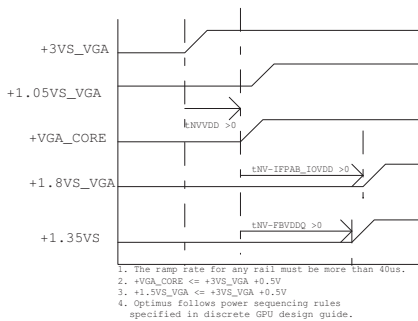 +3VS_VGA
+1.05VS_VGA
tNVVDD >0
+VGA_CORE
tNV-IFPAB_IOVDD >0
+1.8VS_VGA
tNV-FBVDDQ >0
+1.35VS
1. The ramp rate for any rail must be more than 40us.
2. +VGA_CORE <= +3VS_VGA +0.5V
3. +1.5VS_VGA <= +3VS_VGA +0.5V
4. Optimus follows power sequencing rules
specified in discrete GPU design guide.